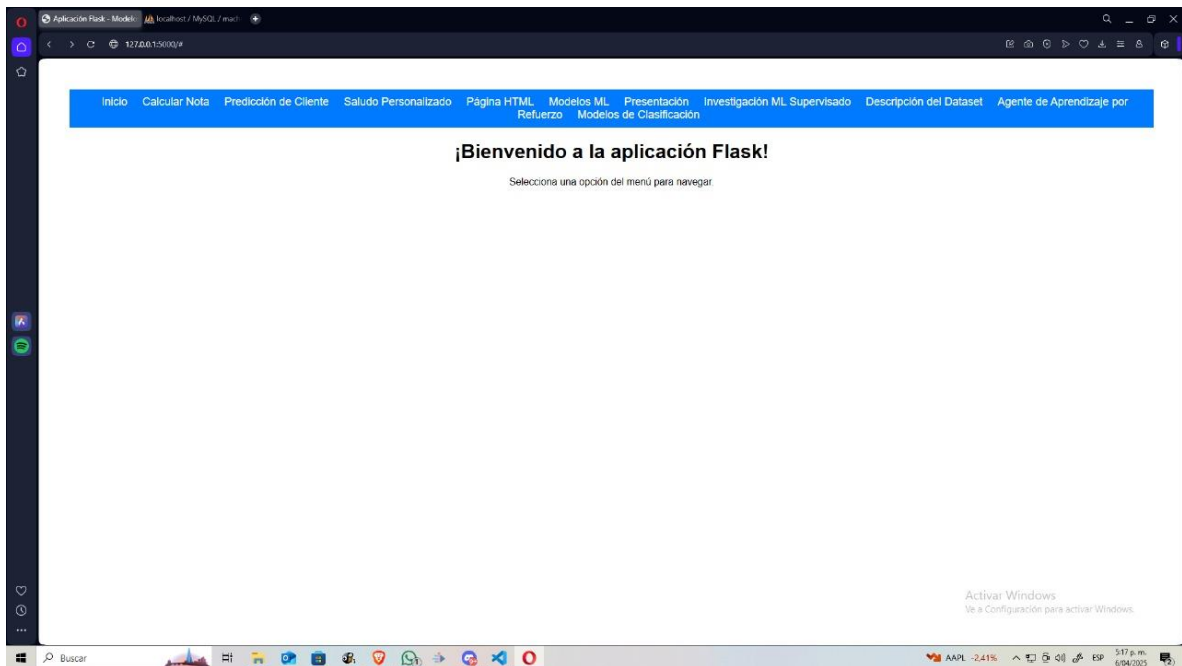 Aplicación Flask - Modelo
localhost / MySQL / mach
127.0.0.1:5000/#
Inicio Calcular Nota Predicción de Cliente Saludo Personalizado Página HTML Modelos ML Presentación Investigación ML Supervisado Descripción del Dataset Agente de Aprendizaje por
Refuerzo Modelos de Clasificación
¡Bienvenido a la aplicación Flask!
Selecciona una opción del menú para navegar.
Activar Windows
Ve a Configuración para activar Windows.
Buscar
AAPL -2,41%
ESP
5:17 p. m.
6/04/2025